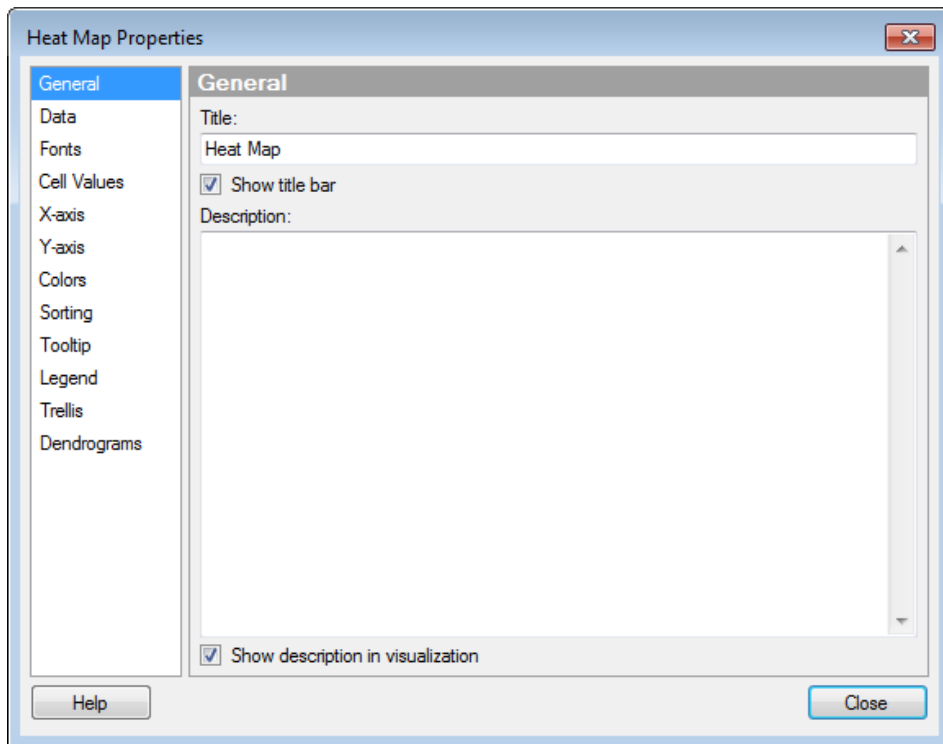 Heat Map Properties
General
Data
Fonts
Cell Values
X-axis
Y-axis
Colors
Sorting
Tooltip
Legend
Trellis
Dendrograms
General
Title:
Heat Map
Show title bar
Description:
Show description in visualization
Help
Close